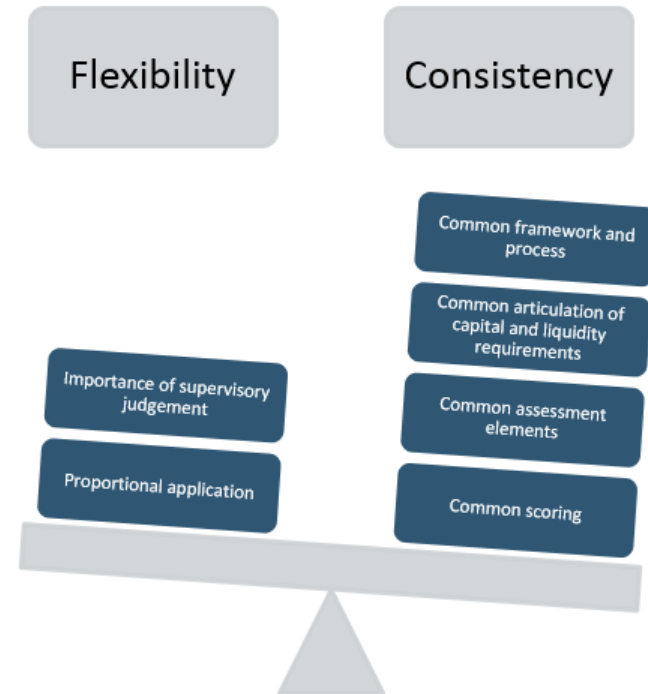 Flexibility
Consistency
Common framework and
process
Common articulation of
capital and liquidity
requirements
Importance of supervisory
judgement
Common assessment
elements
Proportional application
Common scoring